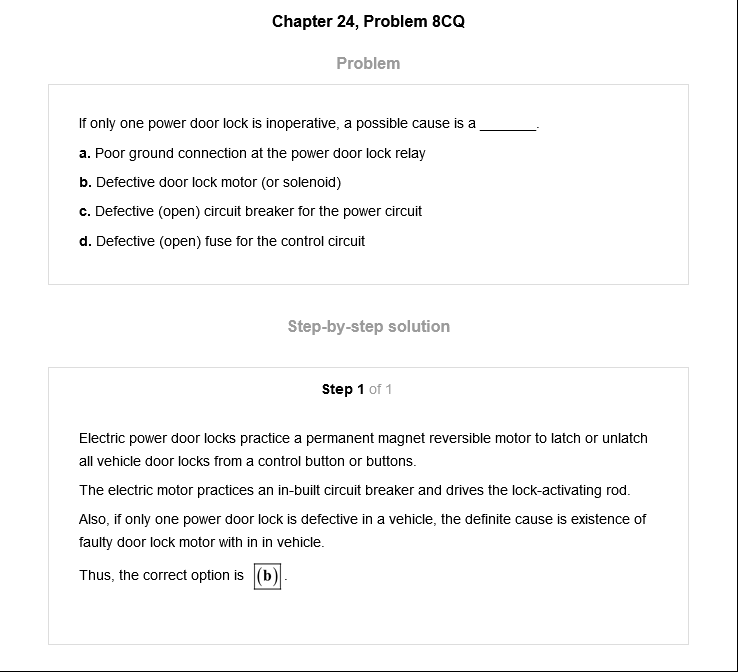 Chapter 24, Problem 8CQ
Problem
If only one power door lock is inoperative, a possible cause is a _______.
a. Poor ground connection at the power door lock relay
b. Defective door lock motor (or solenoid)
c. Defective (open) circuit breaker for the power circuit
d. Defective (open) fuse for the control circuit
Step-by-step solution
Step 1 of 1
Electric power door locks practice a permanent magnet reversible motor to latch or unlatch
all vehicle door locks from a control button or buttons.
The electric motor practices an in-built circuit breaker and drives the lock-activating rod.
Also, if only one power door lock is defective in a vehicle, the definite cause is existence of
faulty door lock motor with in in vehicle.
Thus, the correct option is (b).